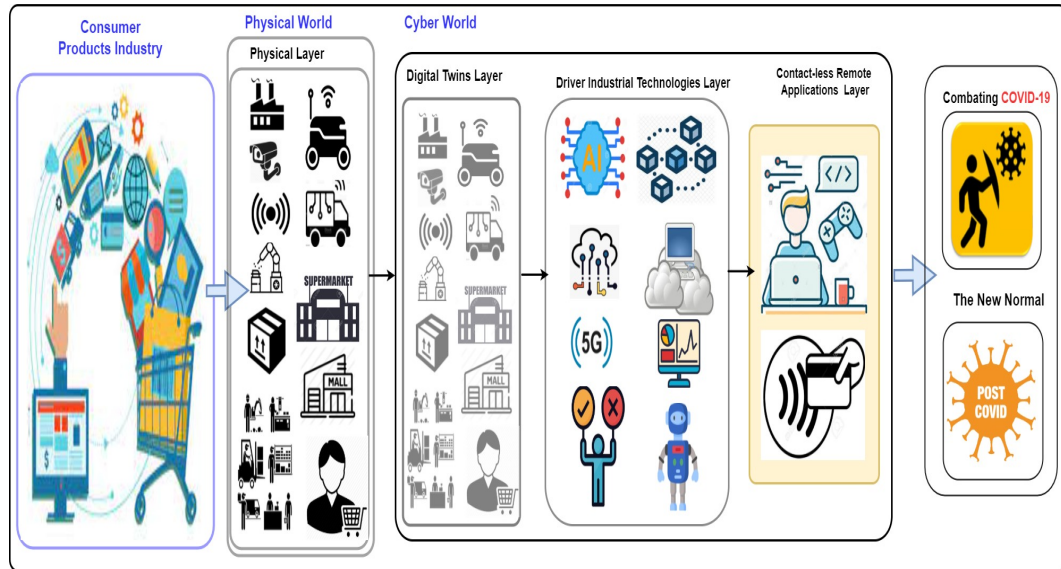 Consumer
Products Industry
Physical World
Cyber World
Physical Layer
Digital Twins Layer
Driver Industrial Technologies Layer
Contact-less Remote
Applications Layer
Combating COVID-19
AI
</>
SUPERMARKET
SUPERMARKET
The New Normal
5G
MALL
MALL
POST
COVID
$
$